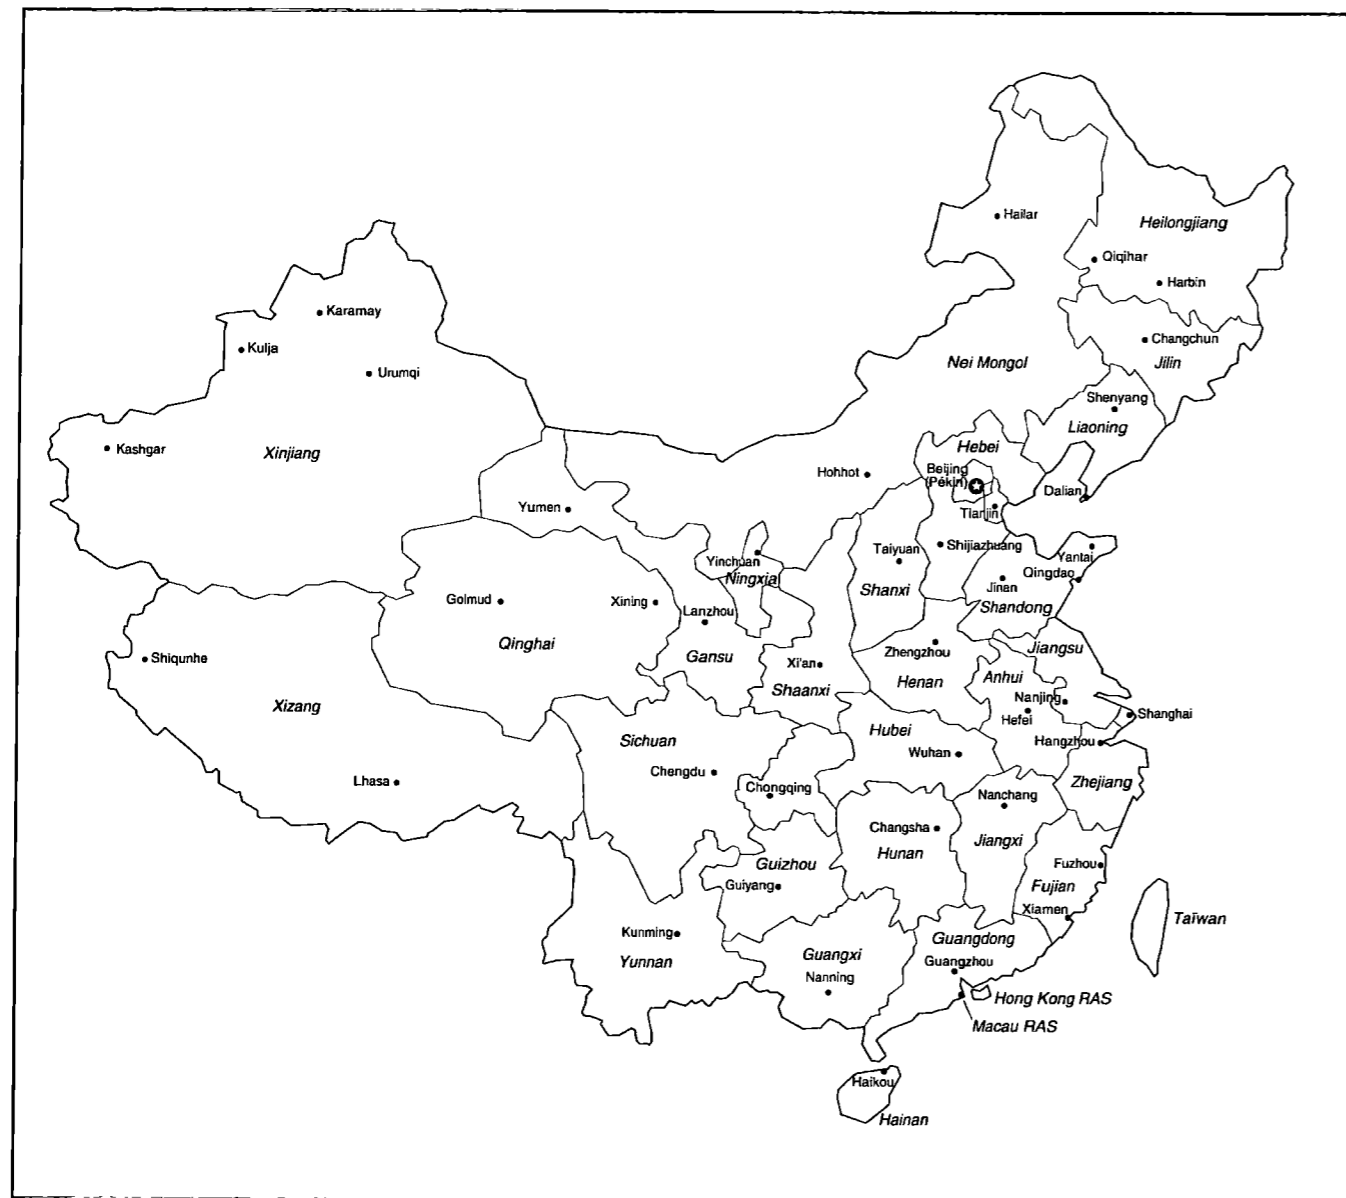 Hailar
Heilongjiang
Qiqihar
Harbin
Karamay
Changchun
Kulja
Nei Mongol
Jilin
Urumqi
Shenyang
Liaoning
Kashgar
Xinjiang
Hebei
Hohhot
Beijing
(Pékin)
Dalian
Yumen
Tianjin
Taiyuan
Shijiazhuang
Yantai
Yinchuan
Ningxia
Qingdao
Shanxi
Jinan
Golmud
Xining
Lanzhou
Shandong
Qinghai
Zhengzhou
Jiangsu
Shiqunhe
Gansu
Xi'an
Shaanxi
Henan
Anhui
Nanjing
Xizang
Hefei
Shanghai
Hubei
Sichuan
Wuhan
Hangzhou
Chengdu
Lhasa
Chongqing
Zhejiang
Nanchang
Changsha
Hunan
Jiangxi
Guizhou
Fuzhou
Guiyang
Fujian
Xiamen
Taïwan
Kunming
Yunnan
Guangxi
Guangdong
Nanning
Guangzhou
Hong Kong RAS
Macau RAS
Haikou
Hainan